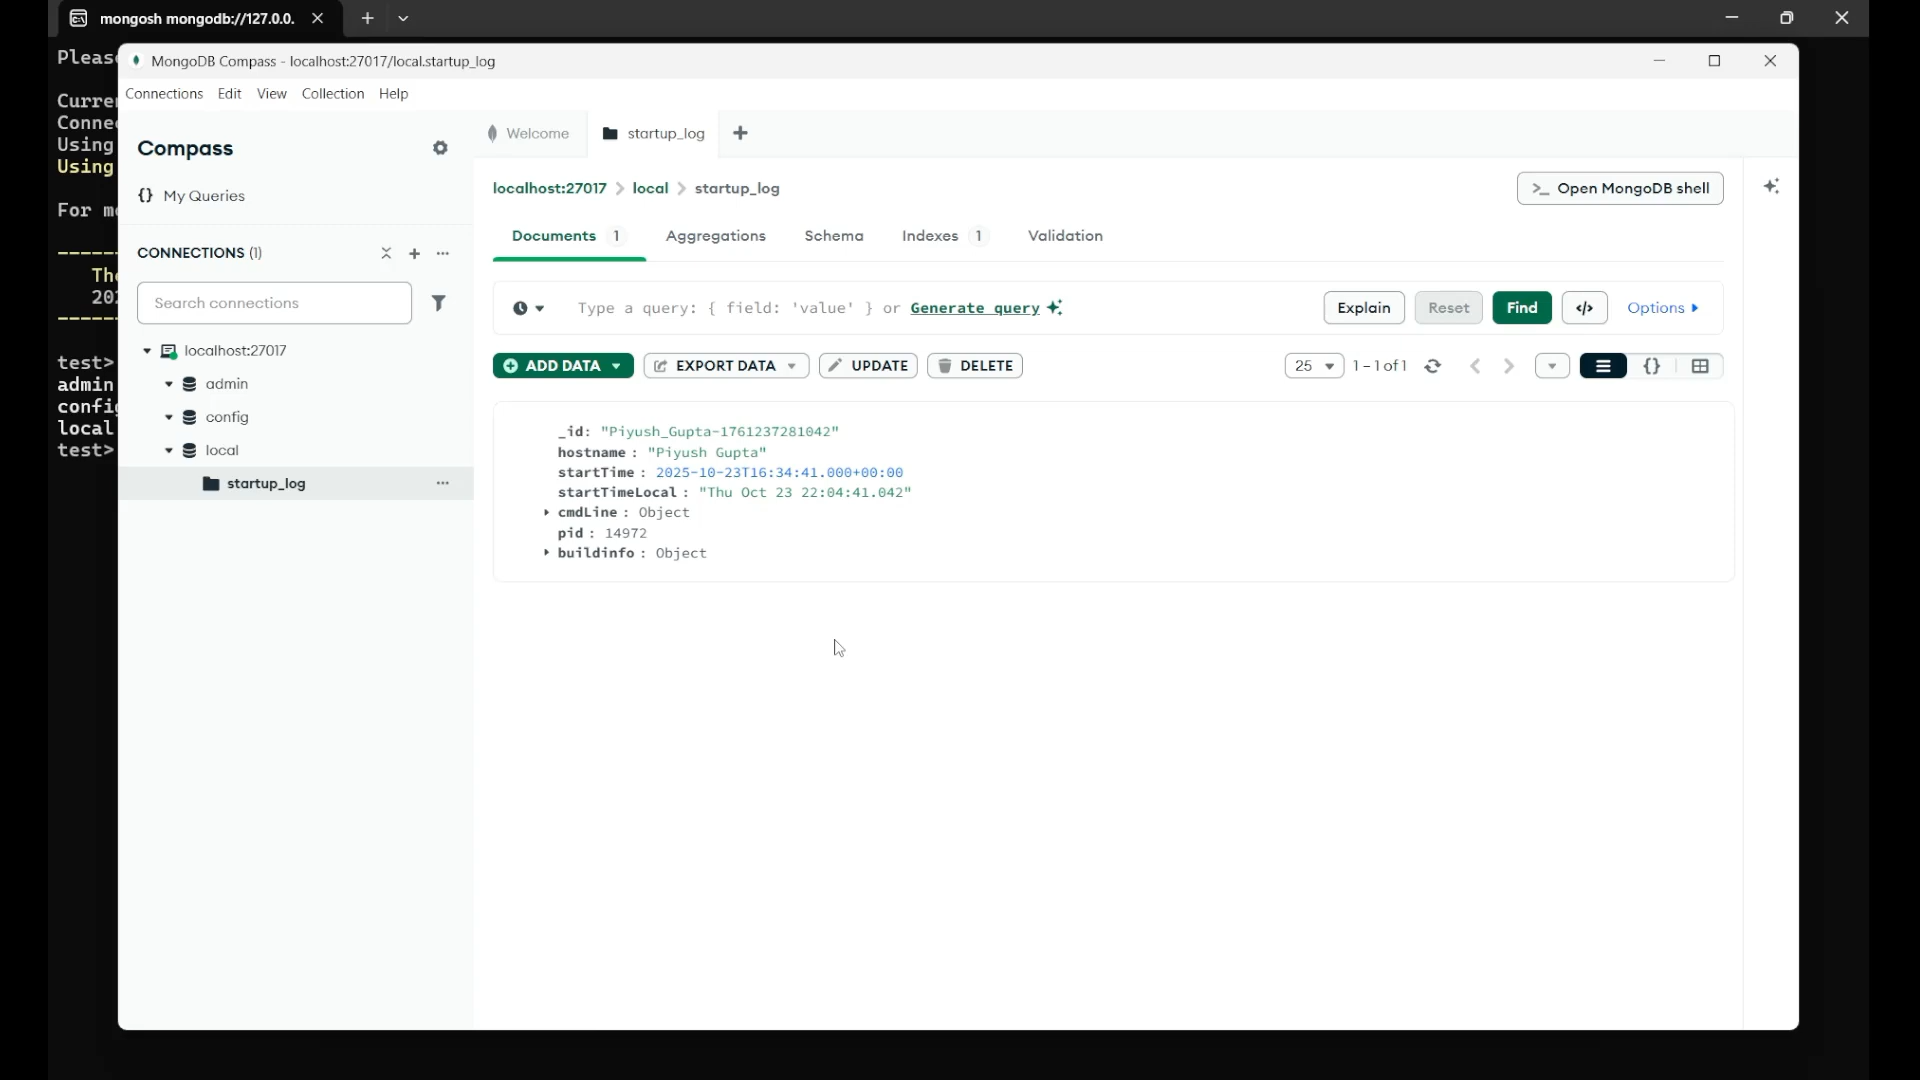 mongosh mongodb://127.0.0.
Please
MongoDB Compass - localhost:27017/local.startup_log
Connections Edit View Collection Help
Curre
Conne
Using
Using
For m
The
202
test>
admin
config
local
test>
Compass
{} My Queries
CONNECTIONS (1)
Search connections
localhost:27017
admin
config
local
startup_log
Welcome startup_log
localhost:27017 > local > startup_log
>_ Open MongoDB shell
Documents 1 Aggregations Schema Indexes 1 Validation
Type a query: { field: 'value' } or Generate query
Explain Reset Find </> Options
ADD DATA EXPORT DATA UPDATE DELETE
25 1 – 1 of 1 {}
_id: "Piyush_Gupta-1761237281042"
hostname : "Piyush Gupta"
startTime : 2025-10-23T16:34:41.000+00:00
startTimeLocal : "Thu Oct 23 22:04:41.042"
cmdLine : Object
pid : 14972
buildinfo : Object